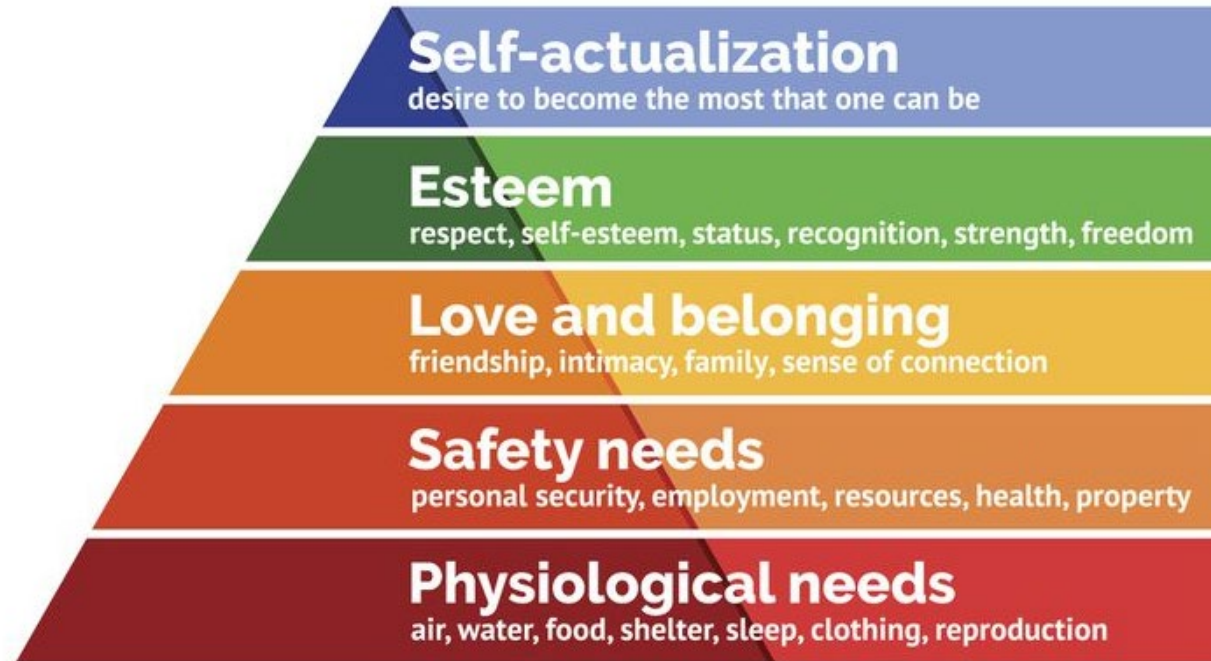 Self-actualization
desire to become the most that one can be
Esteem
respect, self-esteem, status, recognition, strength, freedom
Love and belonging
friendship, intimacy, family, sense of connection
Safety needs
personal security, employment, resources, health, property
Physiological needs
air, water, food, shelter, sleep, clothing, reproduction